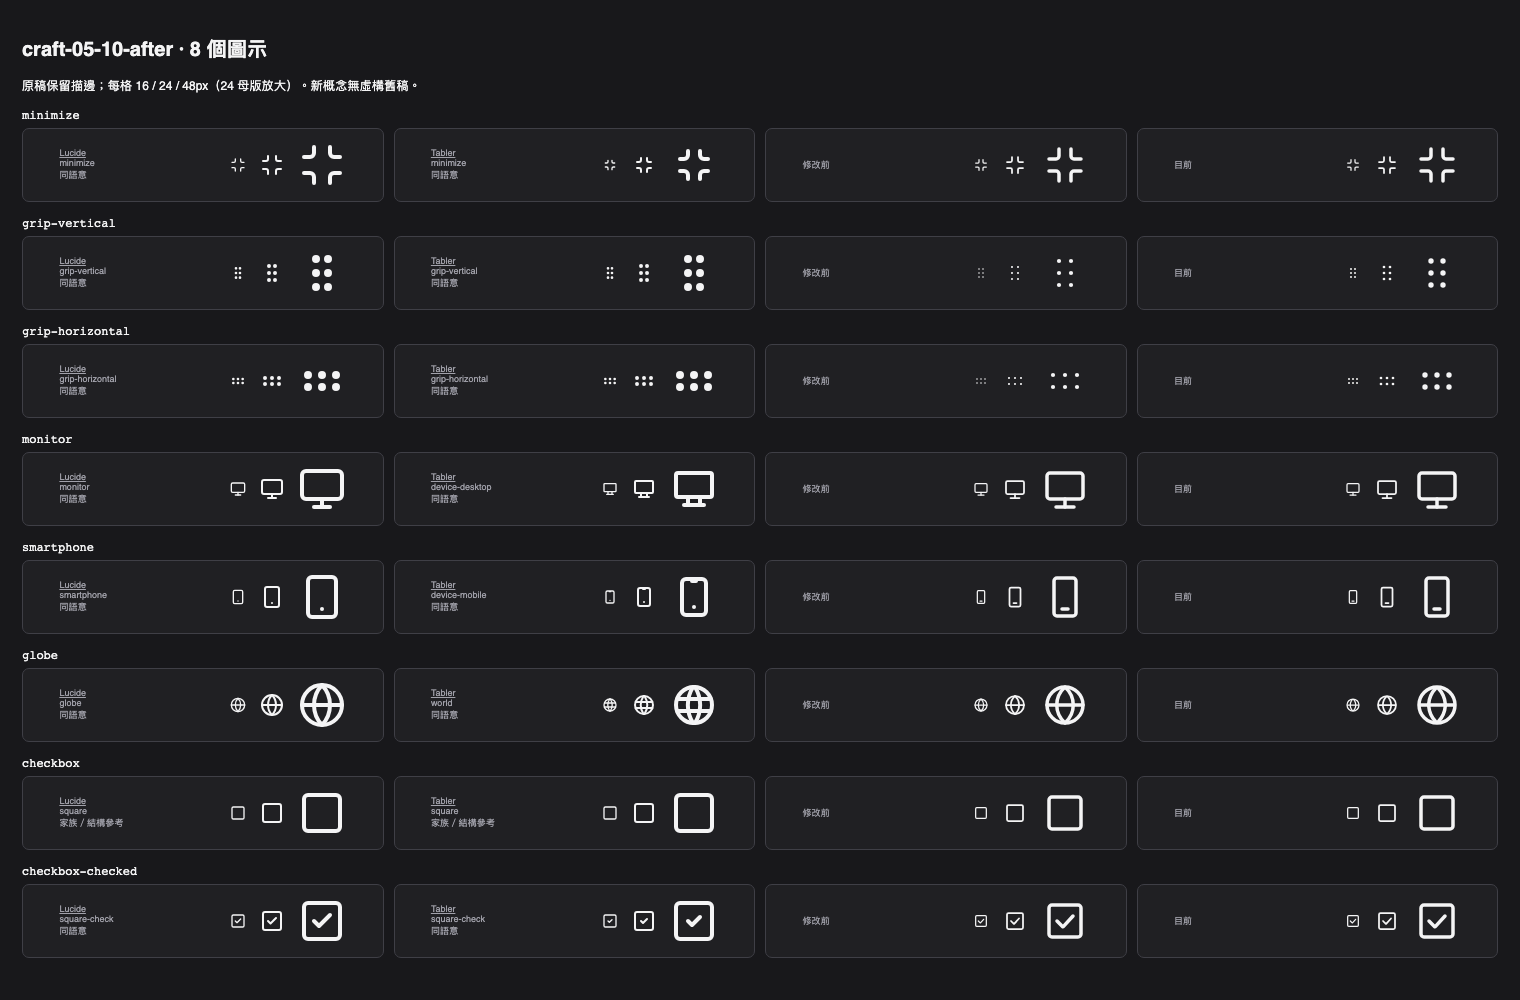 craft-05-10-after · 8 個圖示
原稿保留描邊；每格 16 / 24 / 48px（24 母版放大）。新概念無虛構舊稿。
minimize
Lucide
minimize
同語意
Tabler
minimize
同語意
修改前
目前
grip-vertical
Lucide
grip-vertical
同語意
Tabler
grip-vertical
同語意
修改前
目前
grip-horizontal
Lucide
grip-horizontal
同語意
Tabler
grip-horizontal
同語意
修改前
目前
monitor
Lucide
monitor
同語意
Tabler
device-desktop
同語意
修改前
目前
smartphone
Lucide
smartphone
同語意
Tabler
device-mobile
同語意
修改前
目前
globe
Lucide
globe
同語意
Tabler
world
同語意
修改前
目前
checkbox
Lucide
square
家族 / 結構參考
Tabler
square
家族 / 結構參考
修改前
目前
checkbox-checked
Lucide
square-check
同語意
Tabler
square-check
同語意
修改前
目前